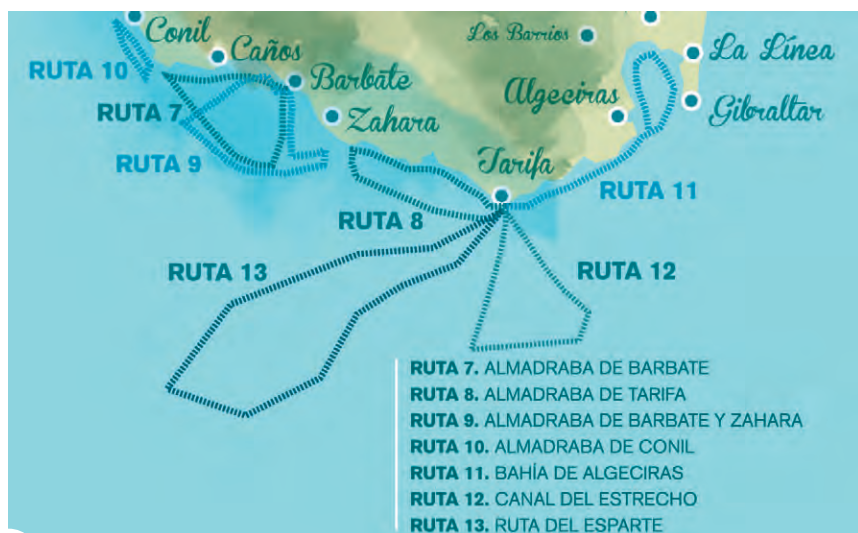 Conil
Caños
Los Barrios
La Línea
RUTA 10
Barbate
Algeciras
Gibraltar
RUTA 7
Zahara
RUTA 9
Tarifa
RUTA 11
RUTA 8
RUTA 13
RUTA 12
RUTA 7. ALMADRABA DE BARBATE
RUTA 8. ALMADRABA DE TARIFA
RUTA 9. ALMADRABA DE BARBATE Y ZAHARA
RUTA 10. ALMADRABA DE CONIL
RUTA 11. BAHÍA DE ALGECIRAS
RUTA 12. CANAL DEL ESTRECHO
RUTA 13. RUTA DEL ESPARTE